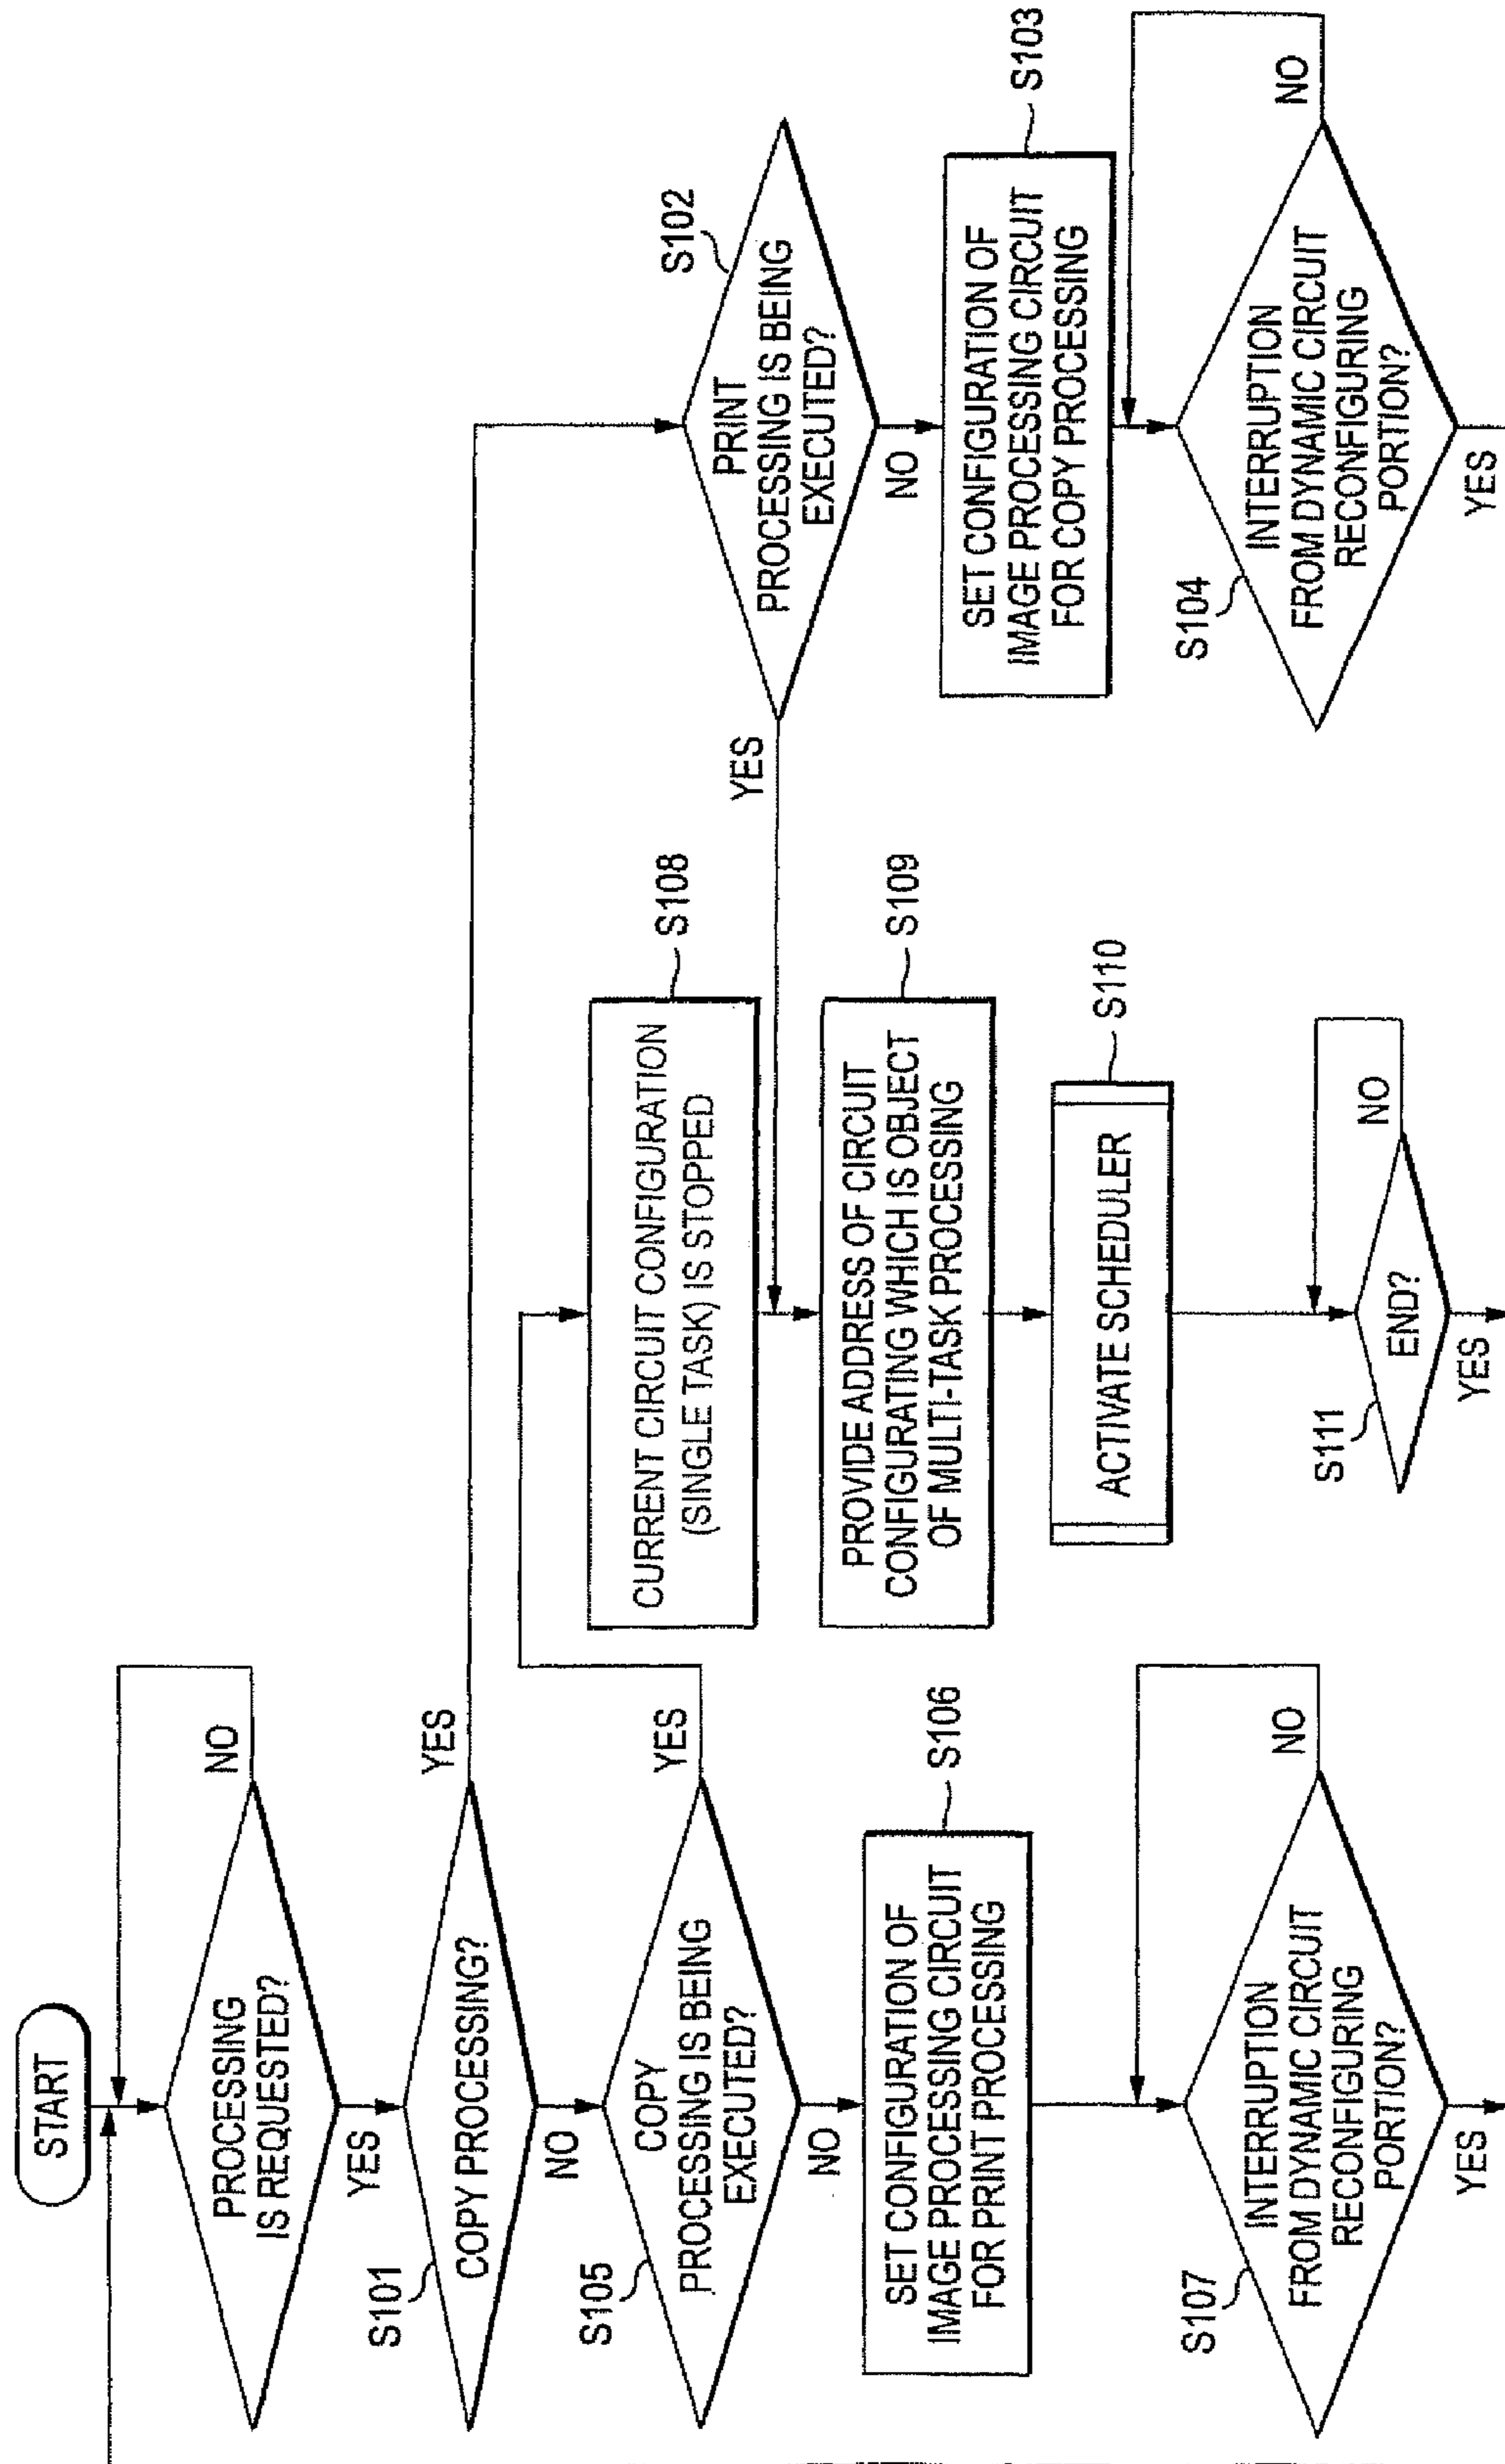 START
PROCESSING
IS REQUESTED?
NO
YES
S101
COPY PROCESSING?
YES
NO
S105
COPY
PROCESSING IS BEING
EXECUTED?
YES
NO
SET CONFIGURATION OF
IMAGE PROCESSING CIRCUIT
FOR PRINT PROCESSING
S106
S107
INTERRUPTION
FROM DYNAMIC CIRCUIT
RECONFIGURING
PORTION?
NO
YES
CURRENT CIRCUIT CONFIGURATION
(SINGLE TASK) IS STOPPED
S108
PROVIDE ADDRESS OF CIRCUIT
CONFIGURATING WHICH IS OBJECT
OF MULTI-TASK PROCESSING
S109
ACTIVATE SCHEDULER
S110
S111
END?
NO
YES
S102
PRINT
PROCESSING IS BEING
EXECUTED?
YES
NO
SET CONFIGURATION OF
IMAGE PROCESSING CIRCUIT
FOR COPY PROCESSING
S103
S104
INTERRUPTION
FROM DYNAMIC CIRCUIT
RECONFIGURING
PORTION?
NO
YES